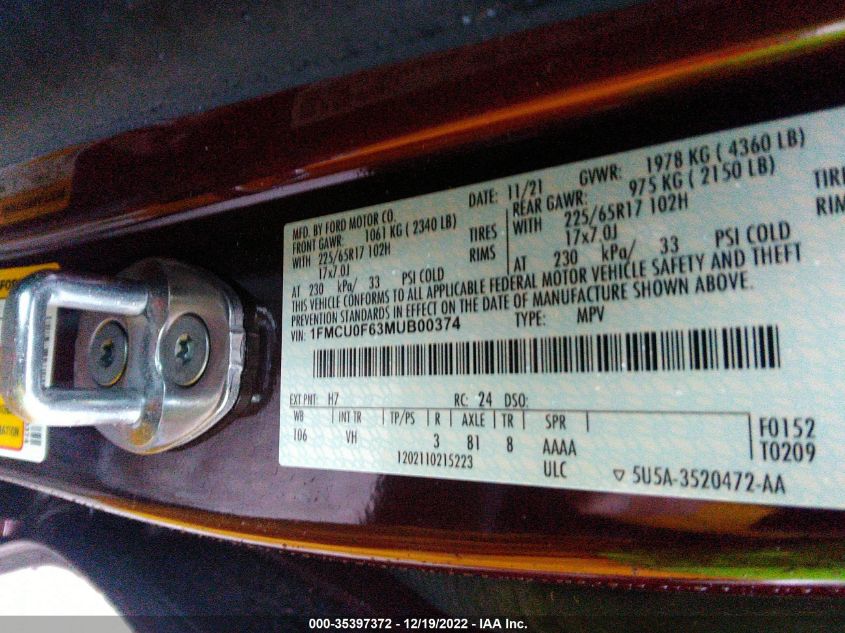 MFD. BY FORD MOTOR CO.
DATE: 11/21 GVWR: 1978 KG ( 4360 LB)
FRONT GAWR: 1061 KG ( 2340 LB) REAR GAWR: 975 KG ( 2150 LB)
WITH 225/65R17 102H TIRES WITH 225/65R17 102H TIRE
17x7.0J RIMS 17x7.0J RIMS
AT 230 kPa/ 33 PSI COLD AT 230 kPa/ 33 PSI COLD
THIS VEHICLE CONFORMS TO ALL APPLICABLE FEDERAL MOTOR VEHICLE SAFETY AND THEFT
PREVENTION STANDARDS IN EFFECT ON THE DATE OF MANUFACTURE SHOWN ABOVE.
VIN: 1FMCU0F63MUB00374 TYPE: MPV
EXT PNT: H7 RC: 24 DSO:
WB INT TR TP/PS R AXLE TR SPR
106 VH 3 81 8 AAAA
ULC
F0152
T0209
1202110215223
5U5A-3520472-AA
000-35397372 - 12/19/2022 - IAA Inc.